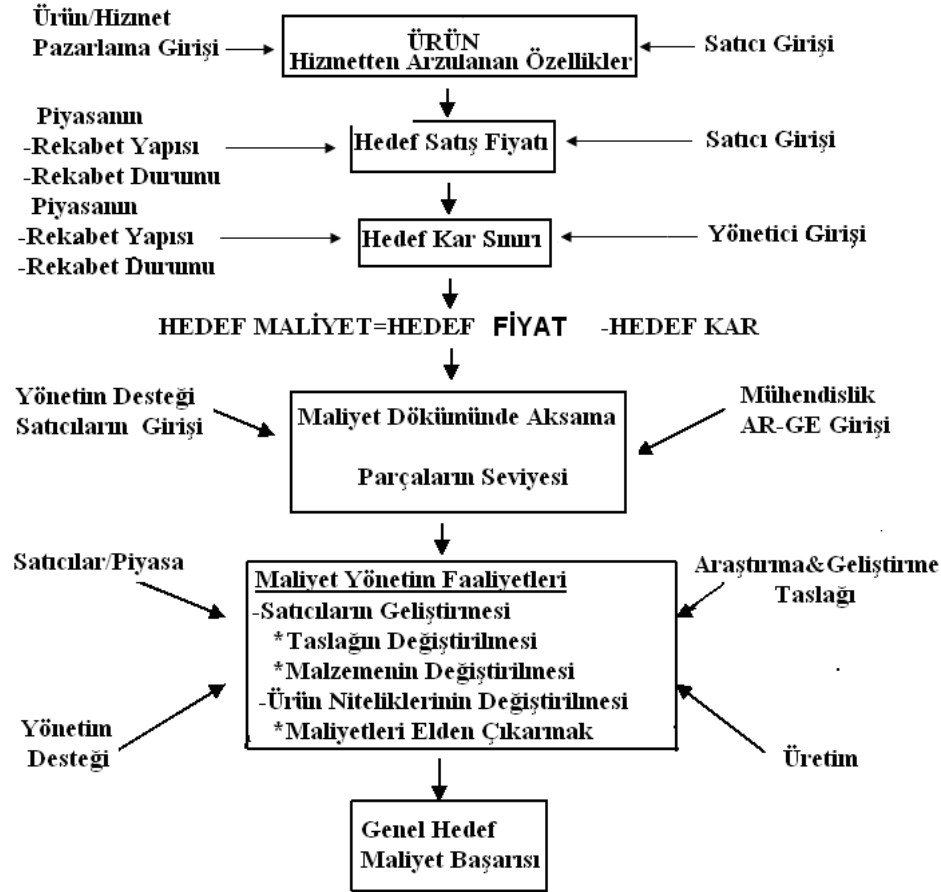 Ürün/Hizmet
Pazarlama Girişi
ÜRÜN
Hizmetten Arzulanan Özellikler
Satıcı Girişi
Piyasanın
-Rekabet Yapısı
-Rekabet Durumu
Hedef Satış Fiyatı
Satıcı Girişi
Piyasanın
-Rekabet Yapısı
-Rekabet Durumu
Hedef Kar Sınırı
Yönetici Girişi
HEDEF MALİYET=HEDEF FİYAT -HEDEF KAR
Yönetim Desteği
Satıcıların Girişi
Maliyet Dökümünde Aksama
Parçaların Seviyesi
Mühendislik
AR-GE Girişi
Satıcılar/Piyasa
Maliyet Yönetim Faaliyetleri
-Satıcıların Geliştirmesi
*Taslağın Değiştirilmesi
*Malzemenin Değiştirilmesi
-Ürün Niteliklerinin Değiştirilmesi
*Maliyetleri Elden Çıkarmak
Araştırma&Geliştirme
Taslağı
Yönetim
Desteği
Üretim
Genel Hedef
Maliyet Başarısı